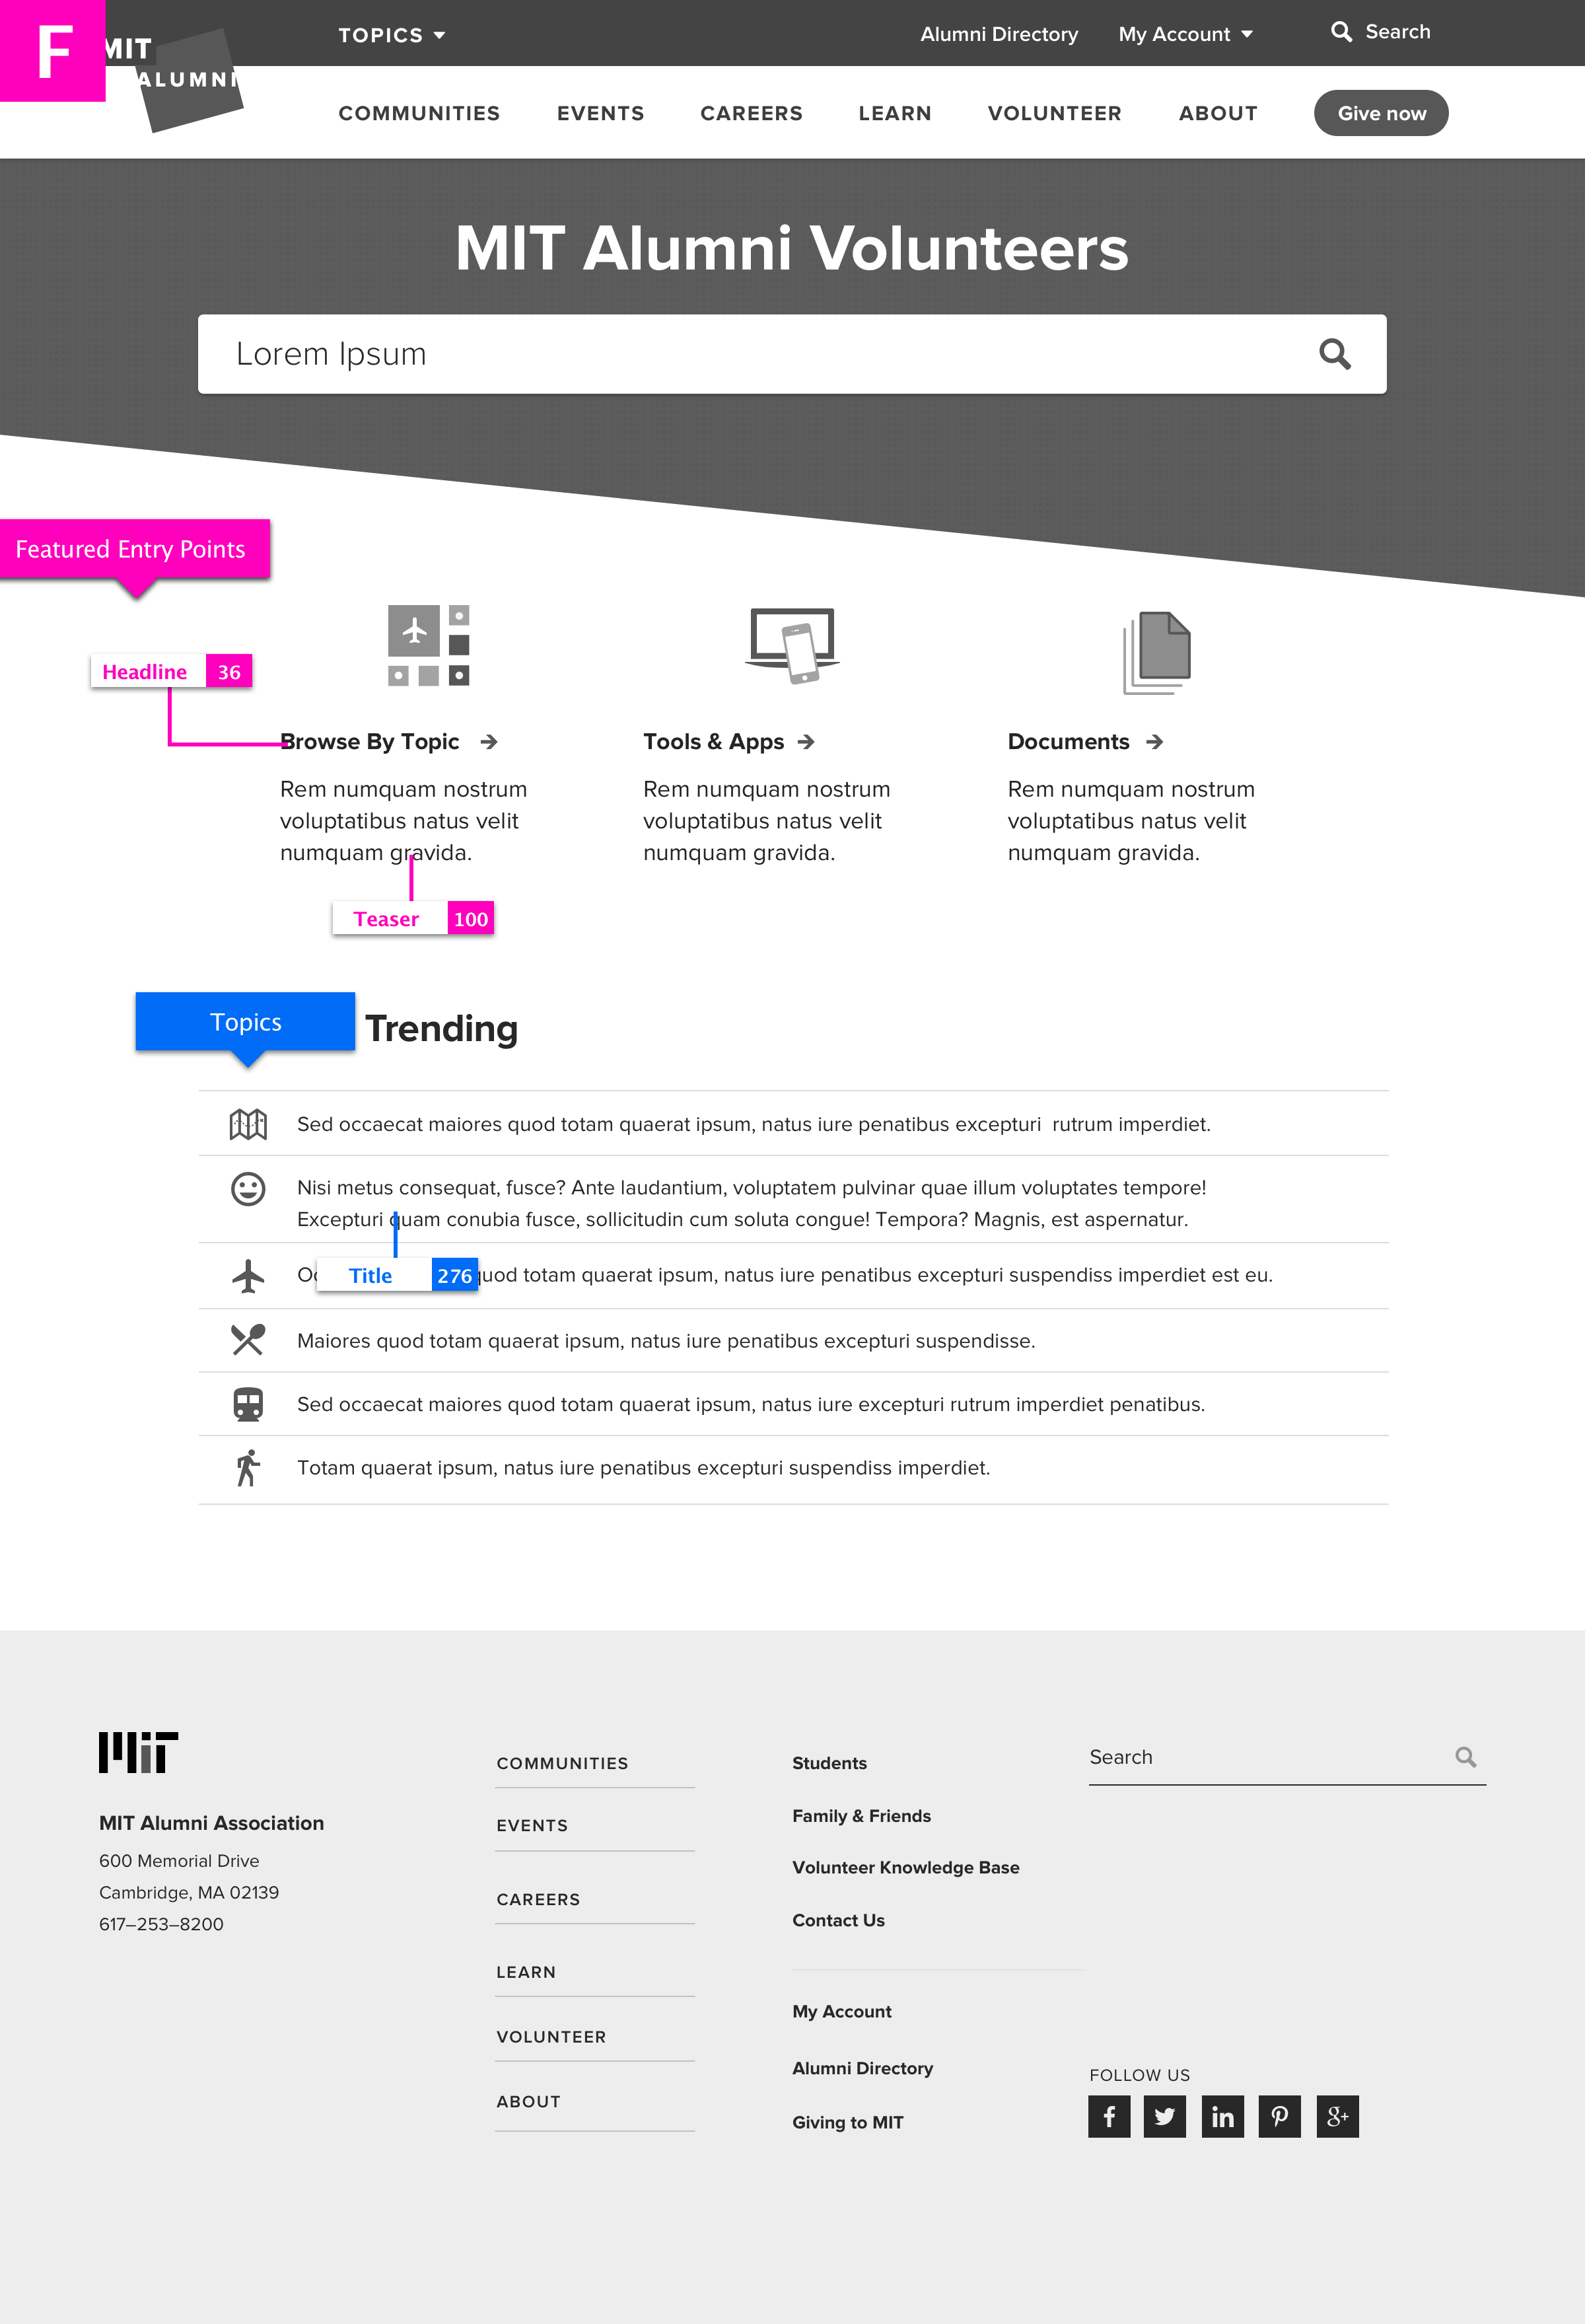 F
MIT
ALUMNI
TOPICS
Alumni Directory
My Account
Search
COMMUNITIES
EVENTS
CAREERS
LEARN
VOLUNTEER
ABOUT
Give now
MIT Alumni Volunteers
Lorem Ipsum
Featured Entry Points
Headline 36
Browse By Topic
Rem numquam nostrum
voluptatibus natus velit
numquam gravida.
Teaser 100
Tools & Apps
Rem numquam nostrum
voluptatibus natus velit
numquam gravida.
Documents
Rem numquam nostrum
voluptatibus natus velit
numquam gravida.
Topics
Trending
Sed occaecat maiores quod totam quaerat ipsum, natus iure penatibus excepturi rutrum imperdiet.
Nisi metus consequat, fusce? Ante laudantium, voluptatem pulvinar quae illum voluptates tempore!
Excepturi quam conubia fusce, sollicitudin cum soluta congue! Tempora? Magnis, est aspernatur.
Title 276
quod totam quaerat ipsum, natus iure penatibus excepturi suspendiss imperdiet est eu.
Maiores quod totam quaerat ipsum, natus iure penatibus excepturi suspendisse.
Sed occaecat maiores quod totam quaerat ipsum, natus iure excepturi rutrum imperdiet penatibus.
Totam quaerat ipsum, natus iure penatibus excepturi suspendiss imperdiet.
MIT
MIT Alumni Association
600 Memorial Drive
Cambridge, MA 02139
617–253–8200
COMMUNITIES
EVENTS
CAREERS
LEARN
VOLUNTEER
ABOUT
Students
Family & Friends
Volunteer Knowledge Base
Contact Us
My Account
Alumni Directory
Giving to MIT
Search
FOLLOW US
f
in
g+